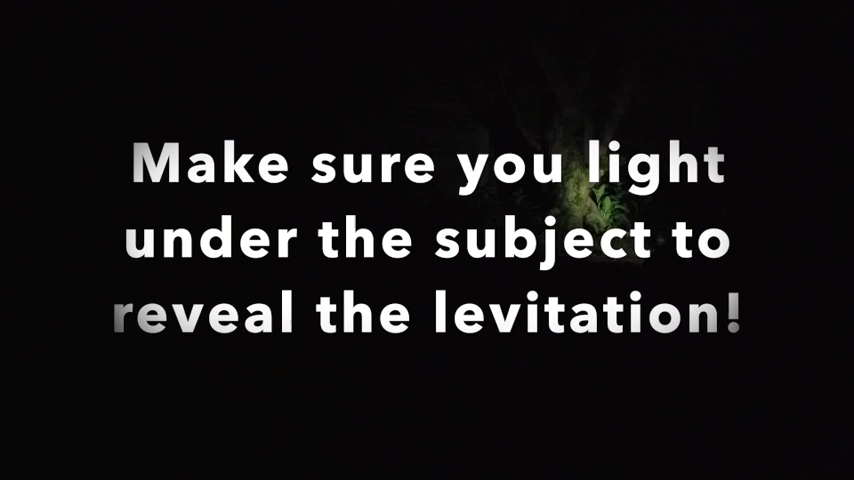 Make sure you light
under the subject to
reveal the levitation!